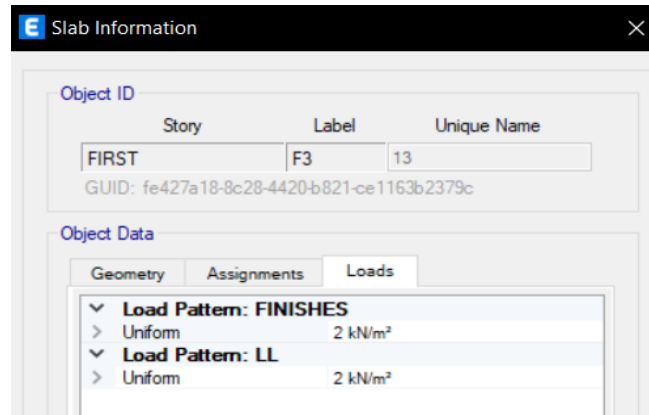 E Slab Information
Object ID
Story Label Unique Name
FIRST F3 13
GUID: fe427a18-8c28-4420-b821-ce1163b2379c
Object Data
Geometry Assignments Loads
Load Pattern: FINISHES
Uniform 2 kN/m²
Load Pattern: LL
Uniform 2 kN/m²